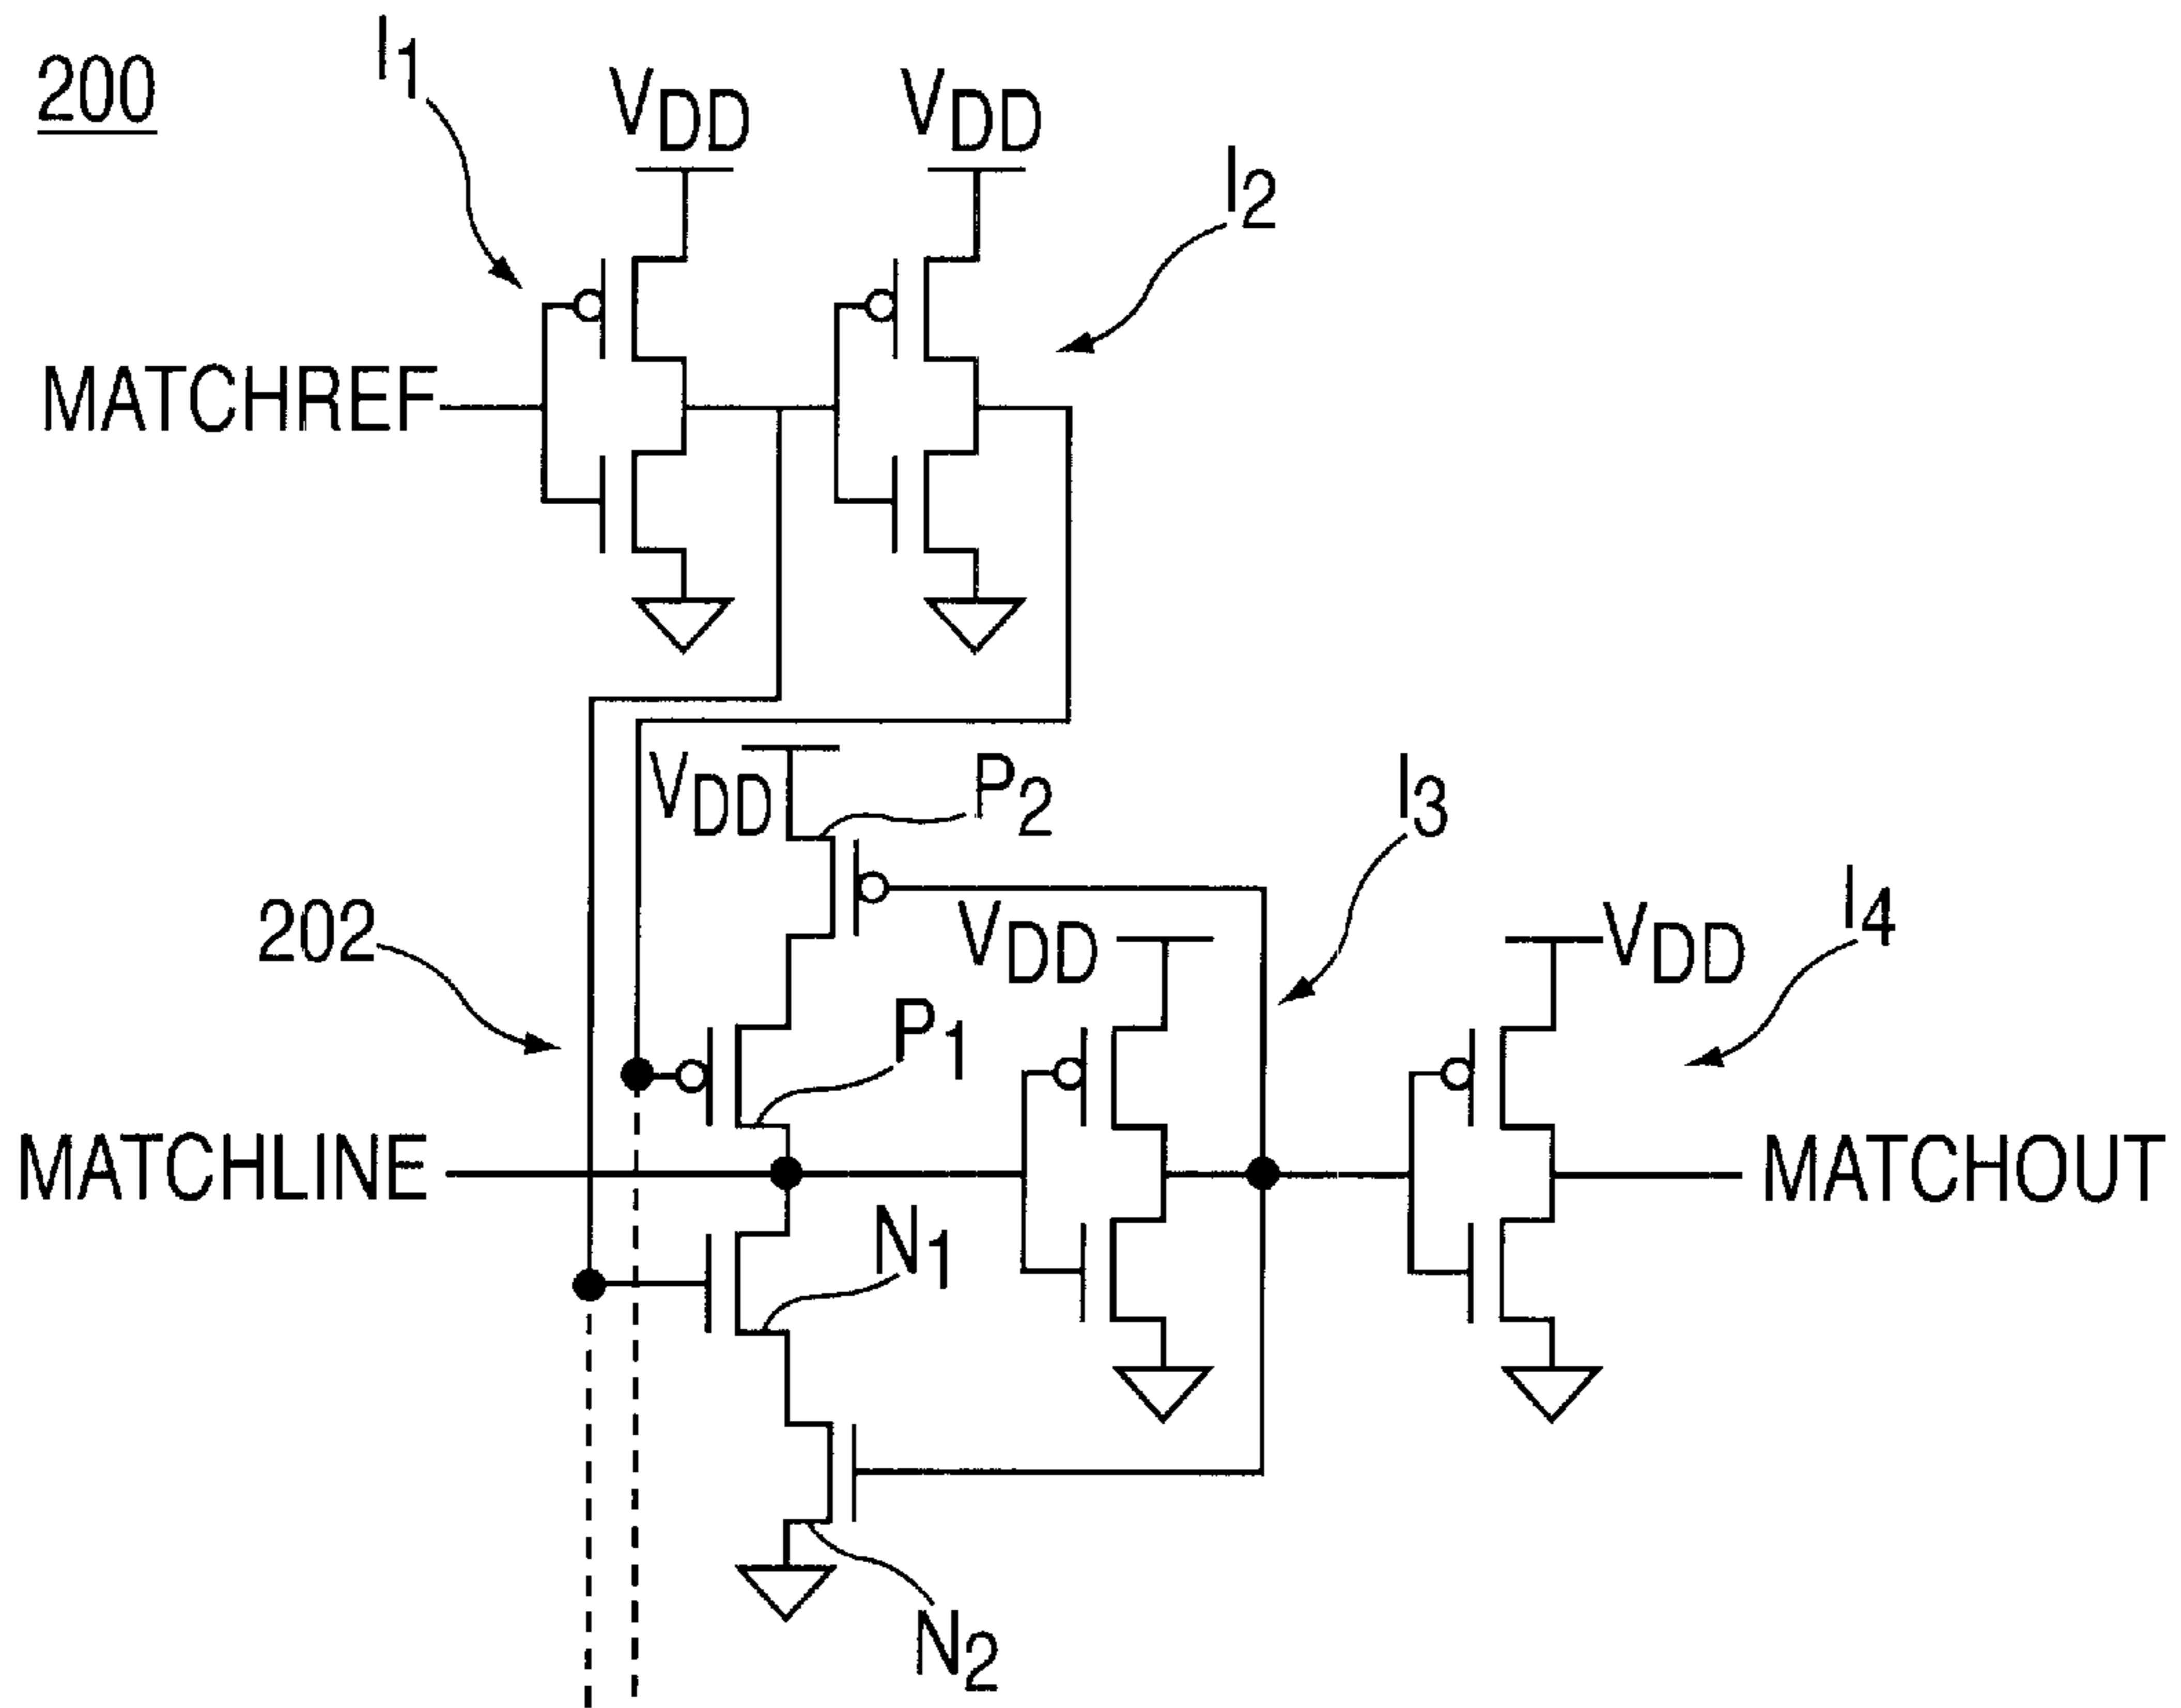 200
I1
VDD
VDD
I2
MATCHREF
VDD
P2
I3
202
VDD
I4
VDD
P1
MATCHLINE
MATCHOUT
N1
N2